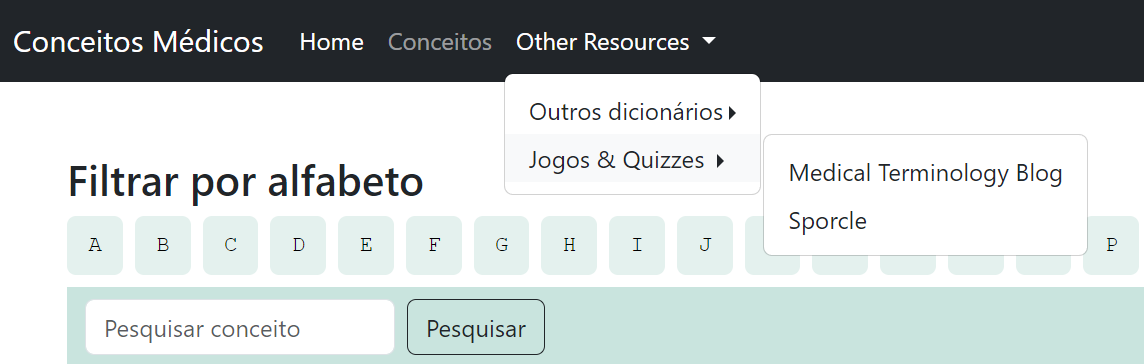 Conceitos Médicos Home Conceitos Other Resources
Outros dicionários
Jogos & Quizzes
Medical Terminology Blog
Sporcle
Filtrar por alfabeto
A B C D E F G H I J P
Pesquisar conceito Pesquisar